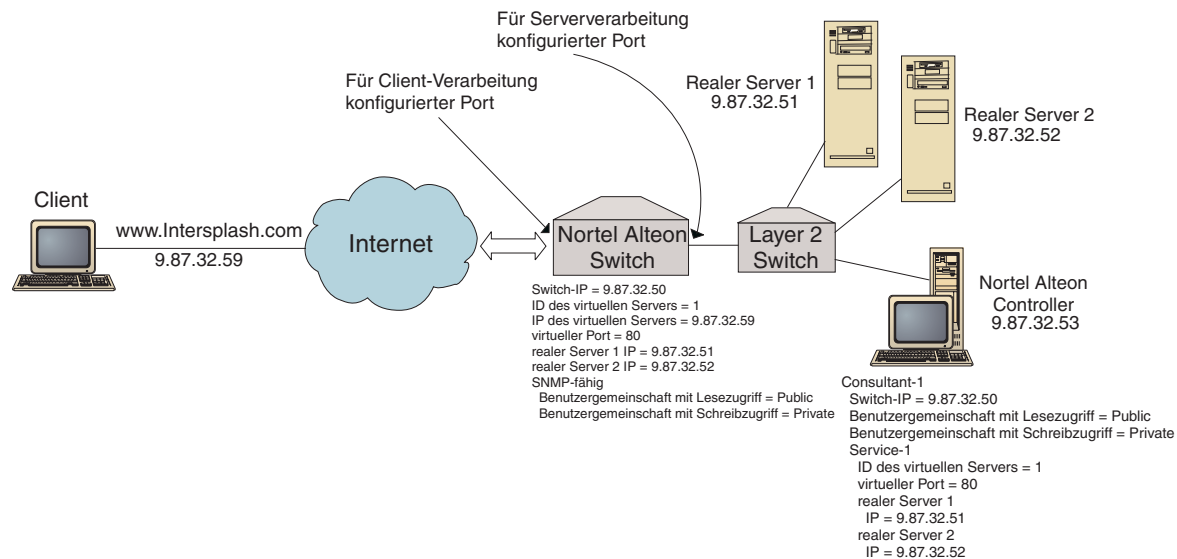 Für Serververarbeitung
konfigurierter Port
Für Client-Verarbeitung
konfigurierter Port
Realer Server 1
9.87.32.51
Realer Server 2
9.87.32.52
Client
www.Intersplash.com
9.87.32.59
Internet
Nortel Alteon
Switch
Layer 2
Switch
Nortel Alteon
Controller
9.87.32.53
Switch-IP = 9.87.32.50
ID des virtuellen Servers = 1
IP des virtuellen Servers = 9.87.32.59
virtueller Port = 80
realer Server 1 IP = 9.87.32.51
realer Server 2 IP = 9.87.32.52
SNMP-fähig
Benutzergemeinschaft mit Lesezugriff = Public
Benutzergemeinschaft mit Schreibzugriff = Private
Consultant-1
Switch-IP = 9.87.32.50
Benutzergemeinschaft mit Lesezugriff = Public
Benutzergemeinschaft mit Schreibzugriff = Private
Service-1
ID des virtuellen Servers = 1
virtueller Port = 80
realer Server 1
IP = 9.87.32.51
realer Server 2
IP = 9.87.32.52